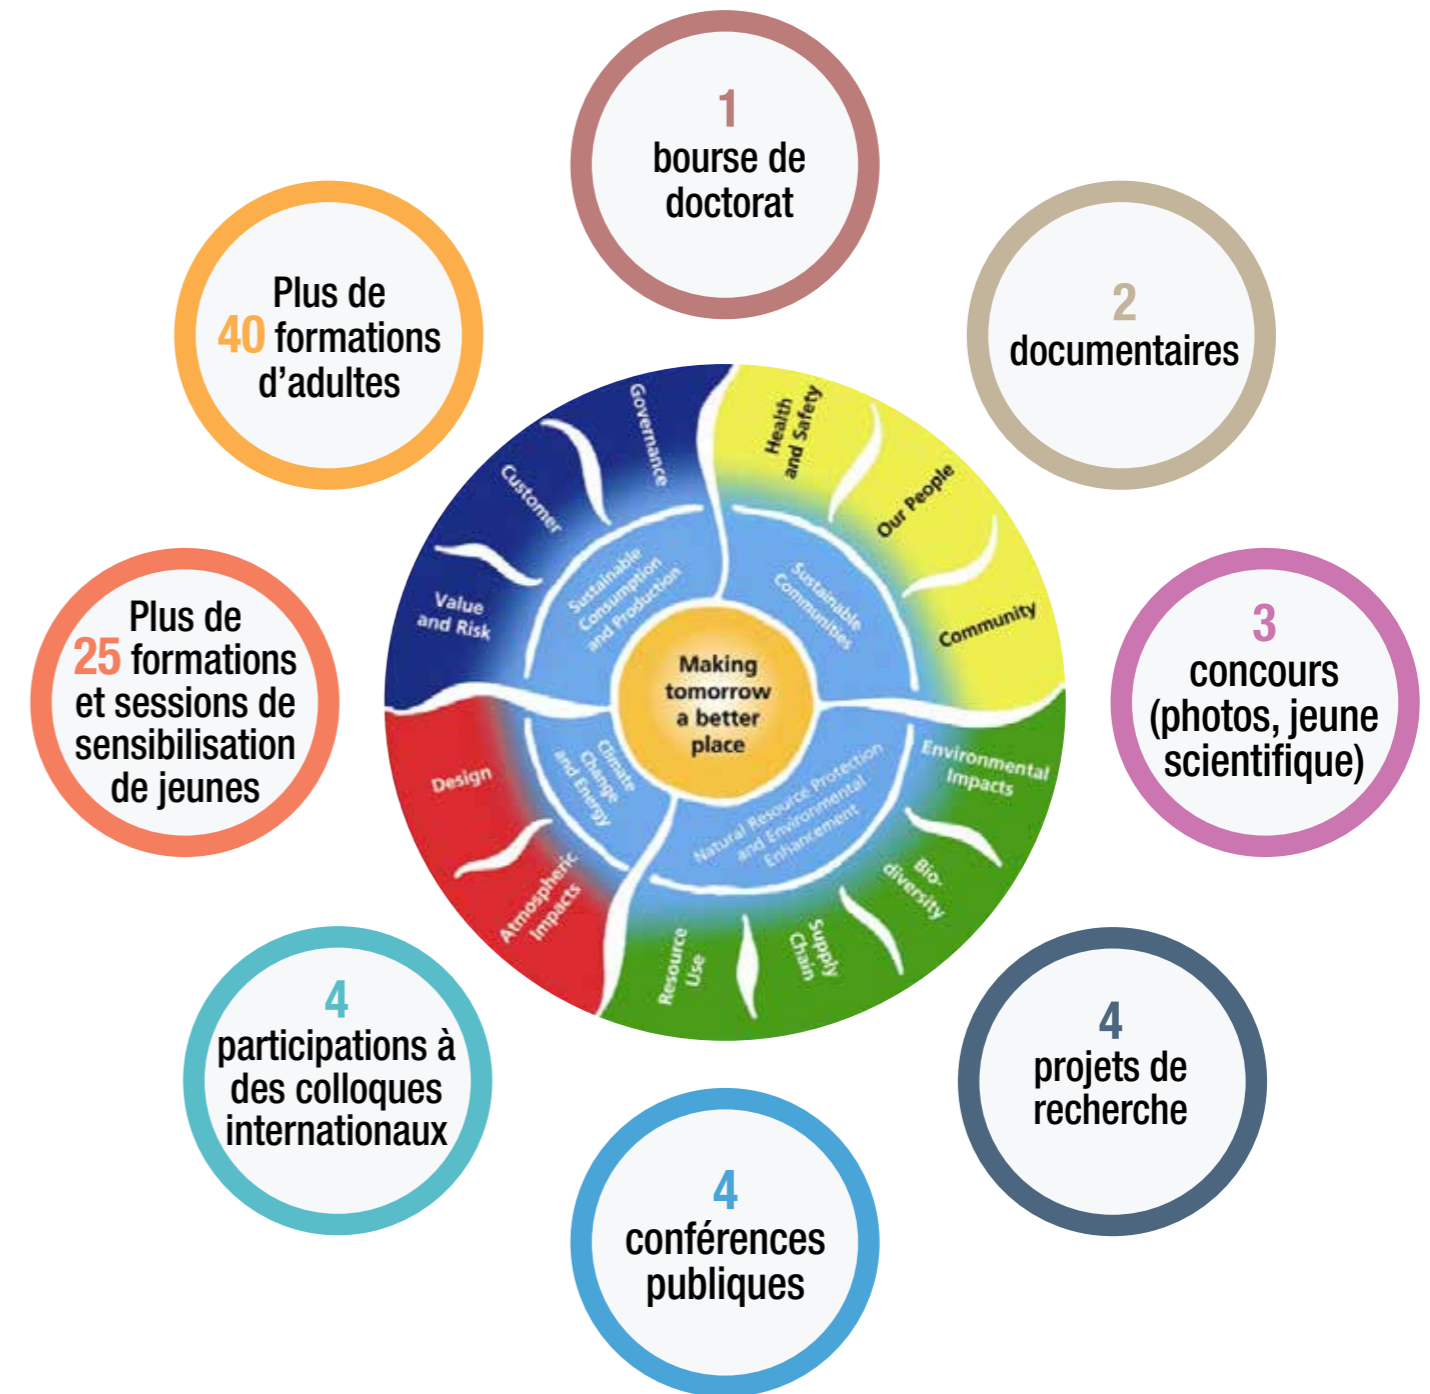 1
bourse de
doctorat
2
documentaires
3
concours
(photos, jeune
scientifique)
4
projets de
recherche
4
conférences
publiques
4
participations à
des colloques
internationaux
Plus de
25 formations
et sessions de
sensibilisation
de jeunes
Plus de
40 formations
d’adultes
Governance
Customer
Value
and Risk
Health
and Safety
Our People
Community
Environmental
Impacts
Bio-
diversity
Supply
Chain
Resource
Use
Atmospheric
Impacts
Design
Sustainable
Consumption
and Production
Sustainable
Communities
Natural Resource Protection
and Environmental
Enhancement
Climate
Change
and Energy
Making
tomorrow
a better
place